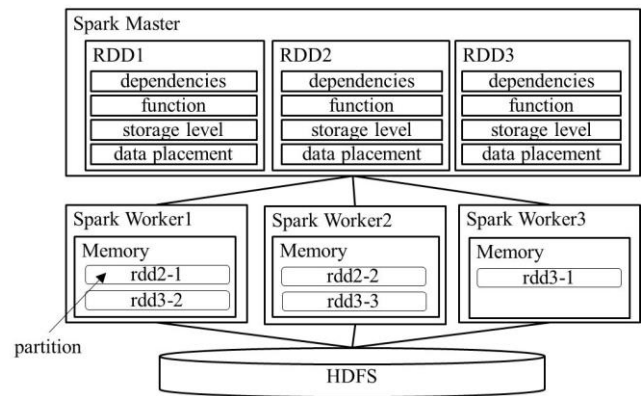 Spark Master
RDD1
dependencies
function
storage level
data placement
RDD2
dependencies
function
storage level
data placement
RDD3
dependencies
function
storage level
data placement
Spark Worker1
Memory
rdd2-1
rdd3-2
Spark Worker2
Memory
rdd2-2
rdd3-3
Spark Worker3
Memory
rdd3-1
partition
HDFS